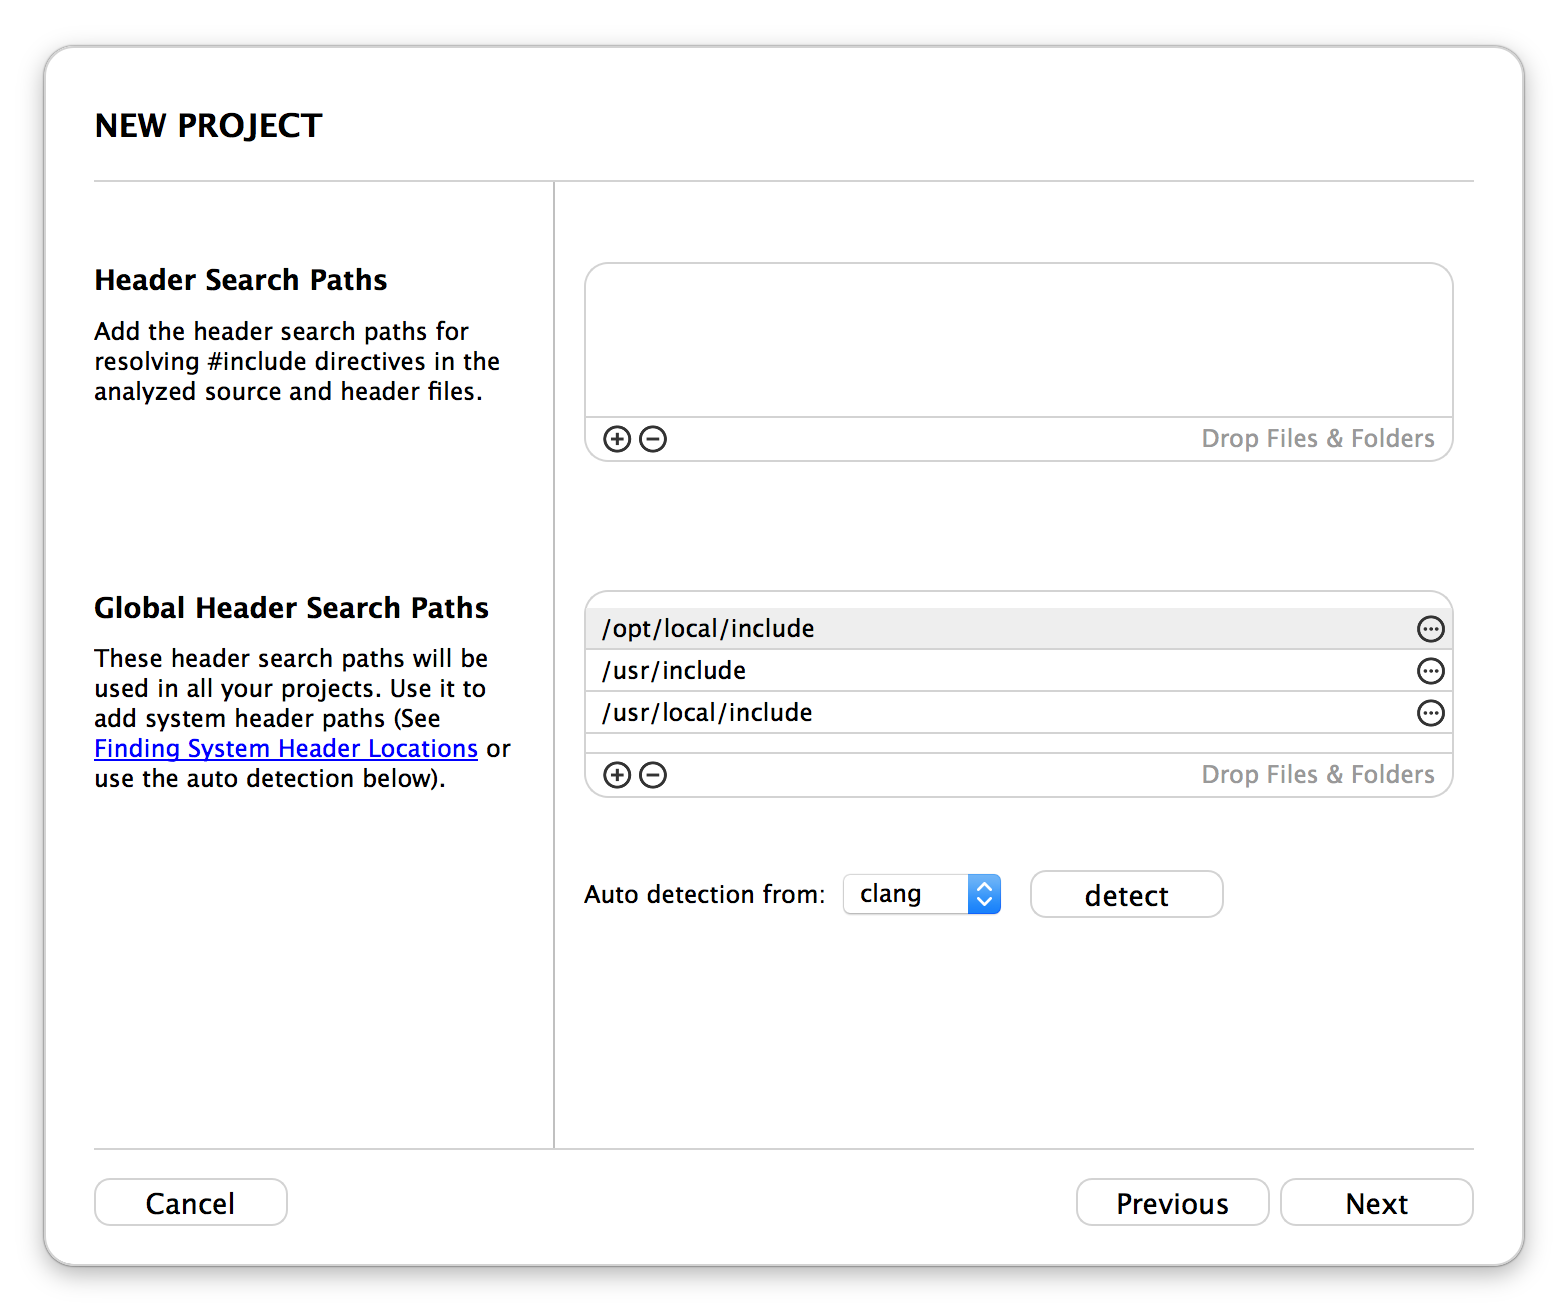 NEW PROJECT
Header Search Paths
Add the header search paths for
resolving #include directives in the
analyzed source and header files.
Drop Files & Folders
Global Header Search Paths
These header search paths will be
used in all your projects. Use it to
add system header paths (See
Finding System Header Locations or
use the auto detection below).
/opt/local/include
/usr/include
/usr/local/include
Drop Files & Folders
Auto detection from: clang detect
Cancel Previous Next